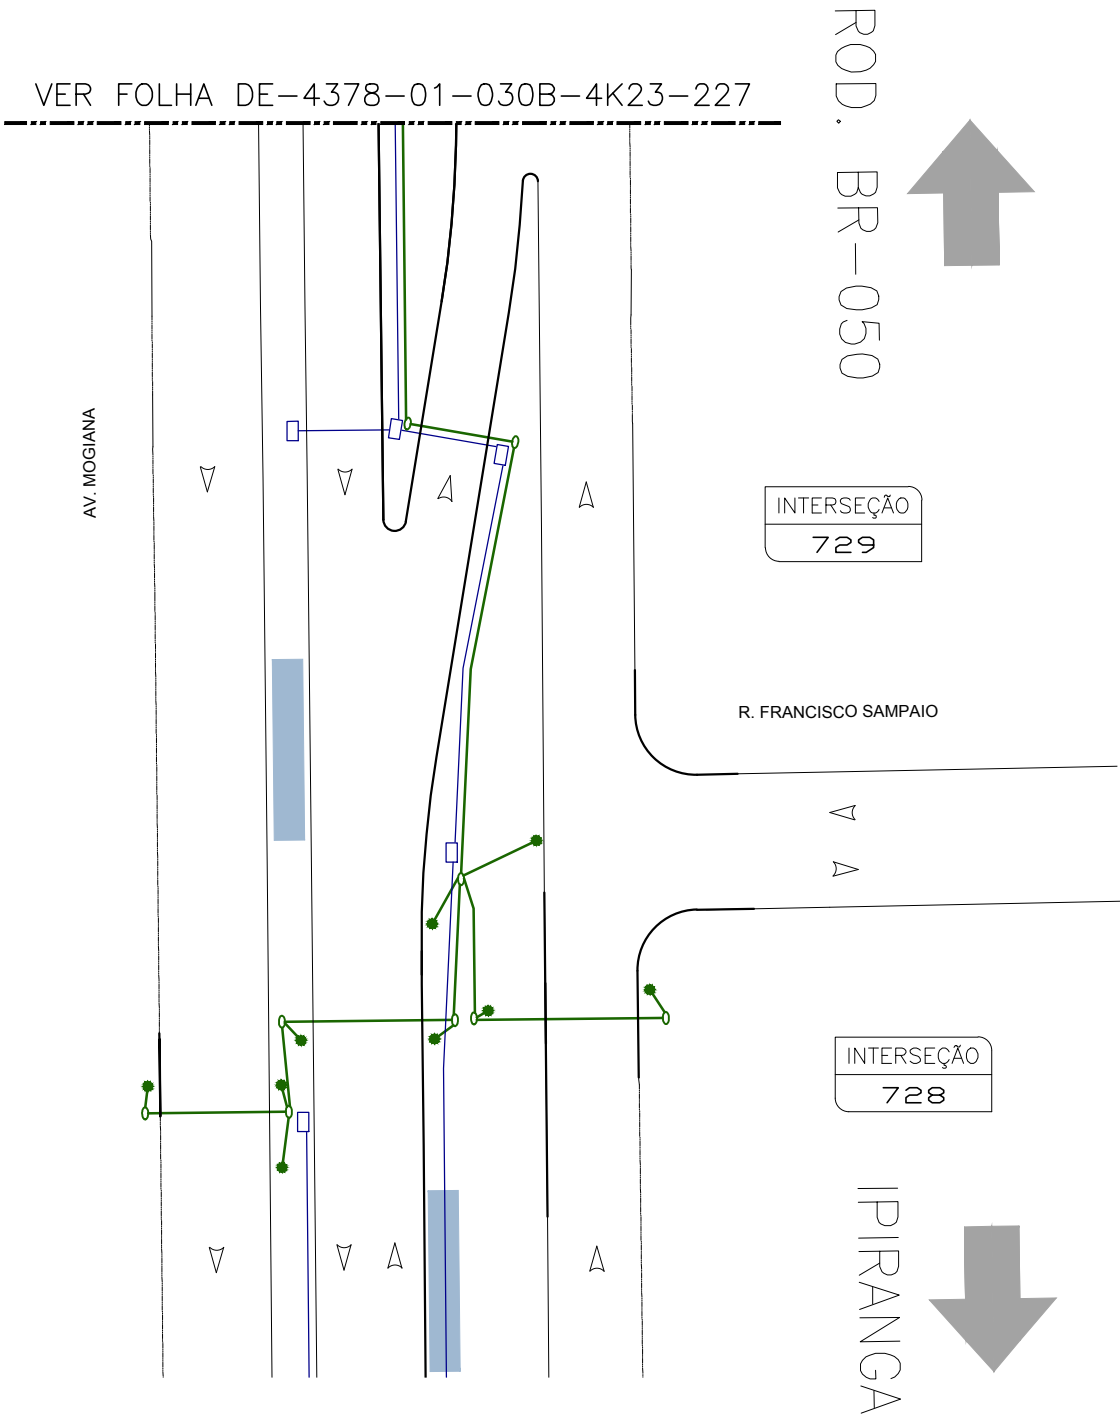 VER FOLHA DE-4378-01-030B-4K23-227
ROD. BR-050
AV. MOGIANA
INTERSEÇÃO
729
R. FRANCISCO SAMPAIO
INTERSEÇÃO
728
IPIRANGA